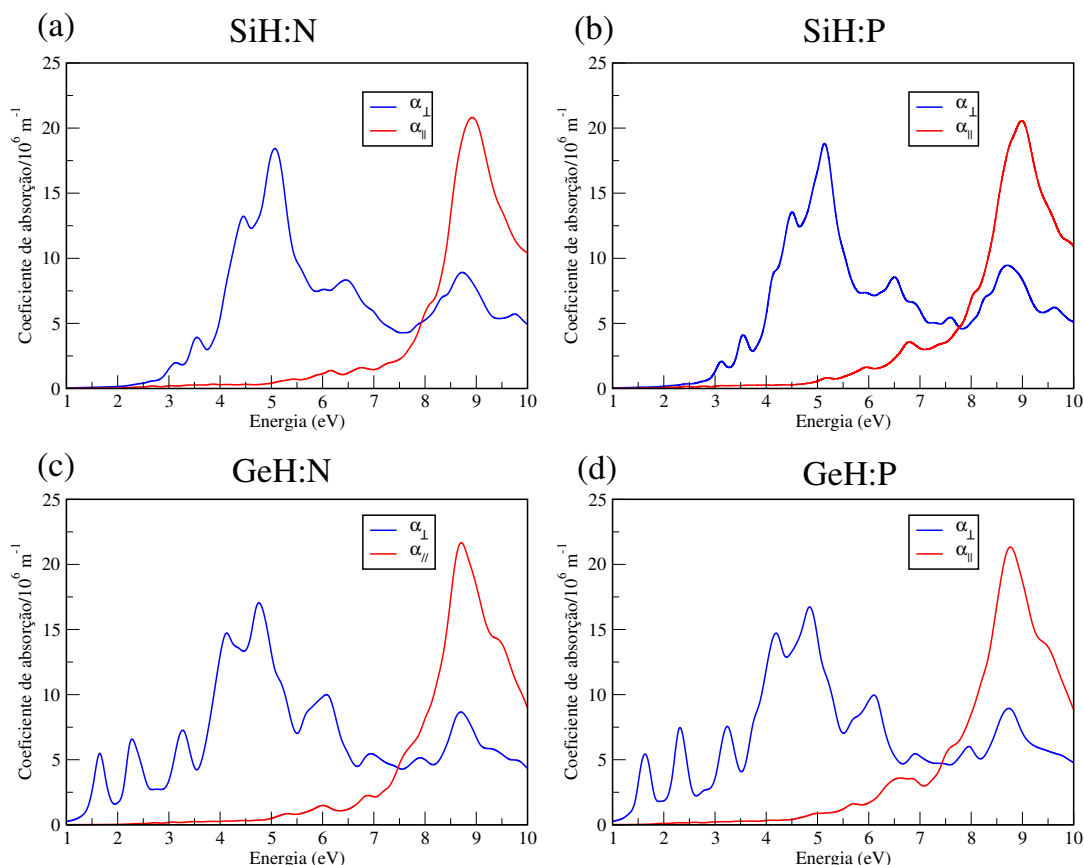 (a) SiH:N
Coeficiente de absorção/10⁶ m⁻¹
25
20
15
10
5
0
α⊥
α||
1 2 3 4 5 6 7 8 9 10
Energia (eV)
(b) SiH:P
Coeficiente de absorção/10⁶ m⁻¹
25
20
15
10
5
0
α⊥
α||
1 2 3 4 5 6 7 8 9 10
Energia (eV)
(c) GeH:N
Coeficiente de absorção/10⁶ m⁻¹
25
20
15
10
5
0
α⊥
α//
1 2 3 4 5 6 7 8 9 10
Energia (eV)
(d) GeH:P
Coeficiente de absorção/10⁶ m⁻¹
25
20
15
10
5
0
α⊥
α||
1 2 3 4 5 6 7 8 9 10
Energia (eV)